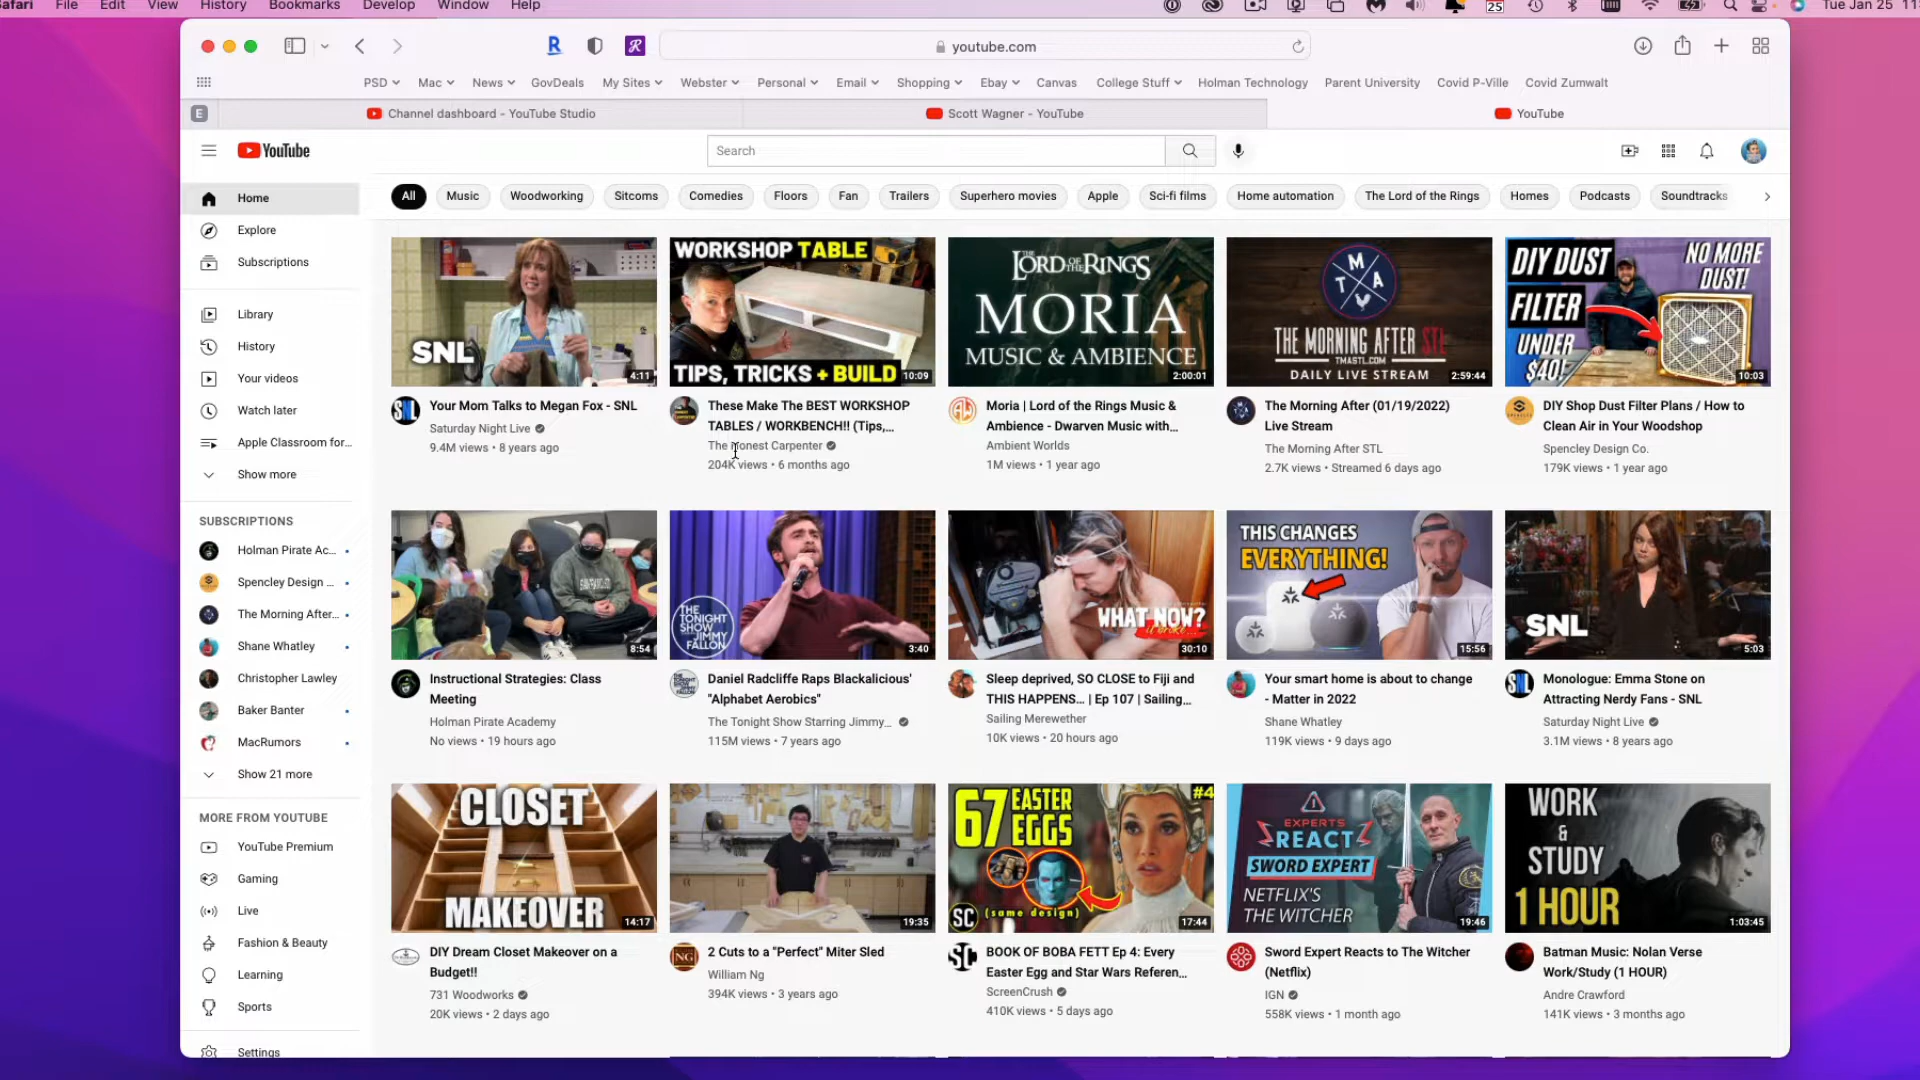 Safari File Edit View History Bookmarks Develop Window Help
25
Tue Jan 25
youtube.com
PSD Mac News GovDeals My Sites Webster Personal Email Shopping Ebay Canvas College Stuff Holman Technology Parent University Covid P-Ville Covid Zumwalt
E Channel dashboard - YouTube Studio Scott Wagner - YouTube YouTube
YouTube
Search
All Music Woodworking Sitcoms Comedies Floors Fan Trailers Superhero movies Apple Sci-fi films Home automation The Lord of the Rings Homes Podcasts Soundtracks
Home
Explore
Subscriptions
Library
History
Your videos
Watch later
Apple Classroom for...
Show more
SUBSCRIPTIONS
Holman Pirate Ac...
Spencley Design ...
The Morning After...
Shane Whatley
Christopher Lawley
Baker Banter
MacRumors
Show 21 more
MORE FROM YOUTUBE
YouTube Premium
Gaming
Live
Fashion & Beauty
Learning
Sports
Settings
SNL
4:11
Your Mom Talks to Megan Fox - SNL
Saturday Night Live
9.4M views • 8 years ago
WORKSHOP TABLE
TIPS, TRICKS + BUILD
10:09
These Make The BEST WORKSHOP
TABLES / WORKBENCH!! (Tips,...
The Honest Carpenter
204K views • 6 months ago
THE LORD OF THE RINGS
MORIA
MUSIC & AMBIENCE
2:00:01
Moria | Lord of the Rings Music &
Ambience - Dwarven Music with...
Ambient Worlds
1M views • 1 year ago
M
T A
THE MORNING AFTER STL
TMASTL.COM
DAILY LIVE STREAM
2:59:44
The Morning After (01/19/2022)
Live Stream
The Morning After STL
2.7K views • Streamed 6 days ago
DIY DUST
FILTER
UNDER
$40!
NO MORE
DUST!
10:03
DIY Shop Dust Filter Plans / How to
Clean Air in Your Woodshop
Spencley Design Co.
179K views • 1 year ago
8:54
Instructional Strategies: Class
Meeting
Holman Pirate Academy
No views • 19 hours ago
THE
TONIGHT
SHOW
JIMMY
FALLON
3:40
Daniel Radcliffe Raps Blackalicious'
"Alphabet Aerobics"
The Tonight Show Starring Jimmy...
115M views • 7 years ago
WHAT NOW?
30:10
Sleep deprived, SO CLOSE to Fiji and
THIS HAPPENS... | Ep 107 | Sailing...
Sailing Merewether
10K views • 20 hours ago
THIS CHANGES
EVERYTHING!
15:56
Your smart home is about to change
- Matter in 2022
Shane Whatley
119K views • 9 days ago
SNL
5:03
Monologue: Emma Stone on
Attracting Nerdy Fans - SNL
Saturday Night Live
3.1M views • 8 years ago
CLOSET
MAKEOVER
14:17
DIY Dream Closet Makeover on a
Budget!!
731 Woodworks
20K views • 2 days ago
19:35
NG
2 Cuts to a "Perfect" Miter Sled
William Ng
394K views • 3 years ago
67 EASTER
EGGS
#4
(same design)
SC
17:44
SC
BOOK OF BOBA FETT Ep 4: Every
Easter Egg and Star Wars Referen...
ScreenCrush
410K views • 5 days ago
EXPERTS
REACT
SWORD EXPERT
NETFLIX'S
THE WITCHER
19:46
Sword Expert Reacts to The Witcher
(Netflix)
IGN
558K views • 1 month ago
WORK
&
STUDY
1 HOUR
1:03:45
Batman Music: Nolan Verse
Work/Study (1 HOUR)
Andre Crawford
141K views • 3 months ago